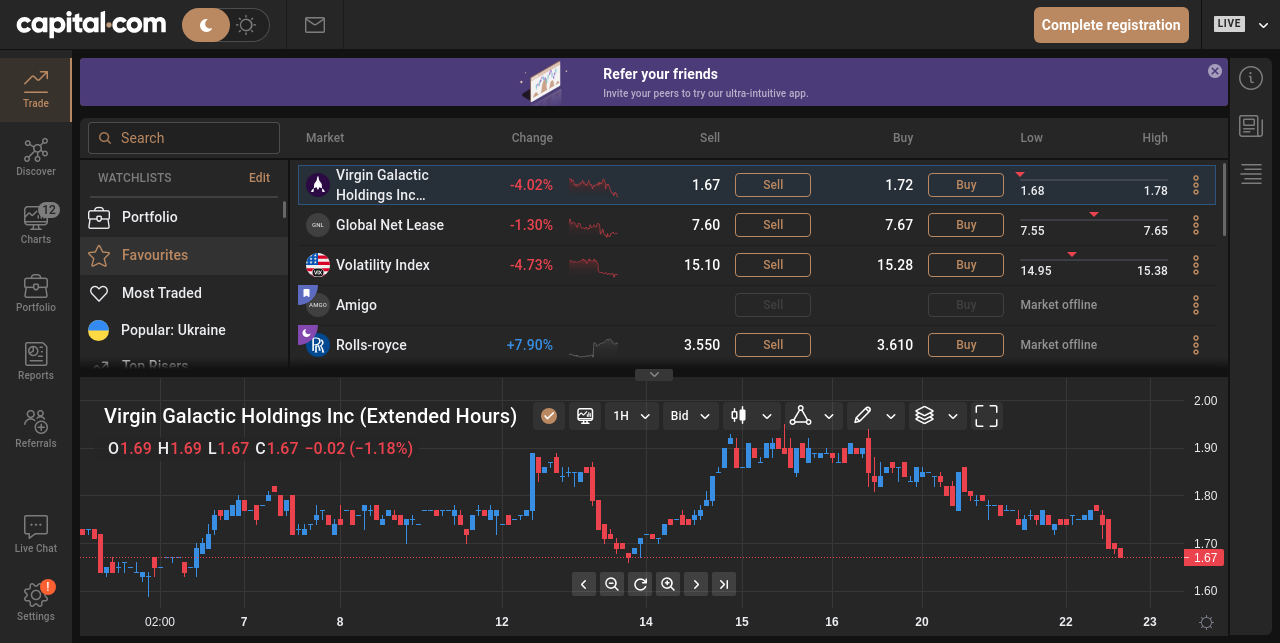 capital.com
Complete registration
LIVE
Trade
Refer your friends
Invite your peers to try our ultra-intuitive app.
Search
Market Change Sell Buy Low High
Discover
WATCHLISTS Edit
Virgin Galactic
Holdings Inc... -4.02% 1.67 Sell 1.72 Buy 1.68 1.78
12
Charts
Portfolio
GNL Global Net Lease -1.30% 7.60 Sell 7.67 Buy 7.55 7.65
Favourites
VIX Volatility Index -4.73% 15.10 Sell 15.28 Buy 14.95 15.38
Portfolio
Most Traded
AMGO Amigo Sell Buy Market offline
Popular: Ukraine
RR Rolls-royce +7.90% 3.550 Sell 3.610 Buy Market offline
Reports
Top Risers
Referrals
Virgin Galactic Holdings Inc (Extended Hours) 1H Bid
O1.69 H1.69 L1.67 C1.67 −0.02 (−1.18%)
2.00
1.90
1.80
1.70
1.67
1.60
Live Chat
!
Settings
02:00 7 8 12 14 15 16 20 22 23